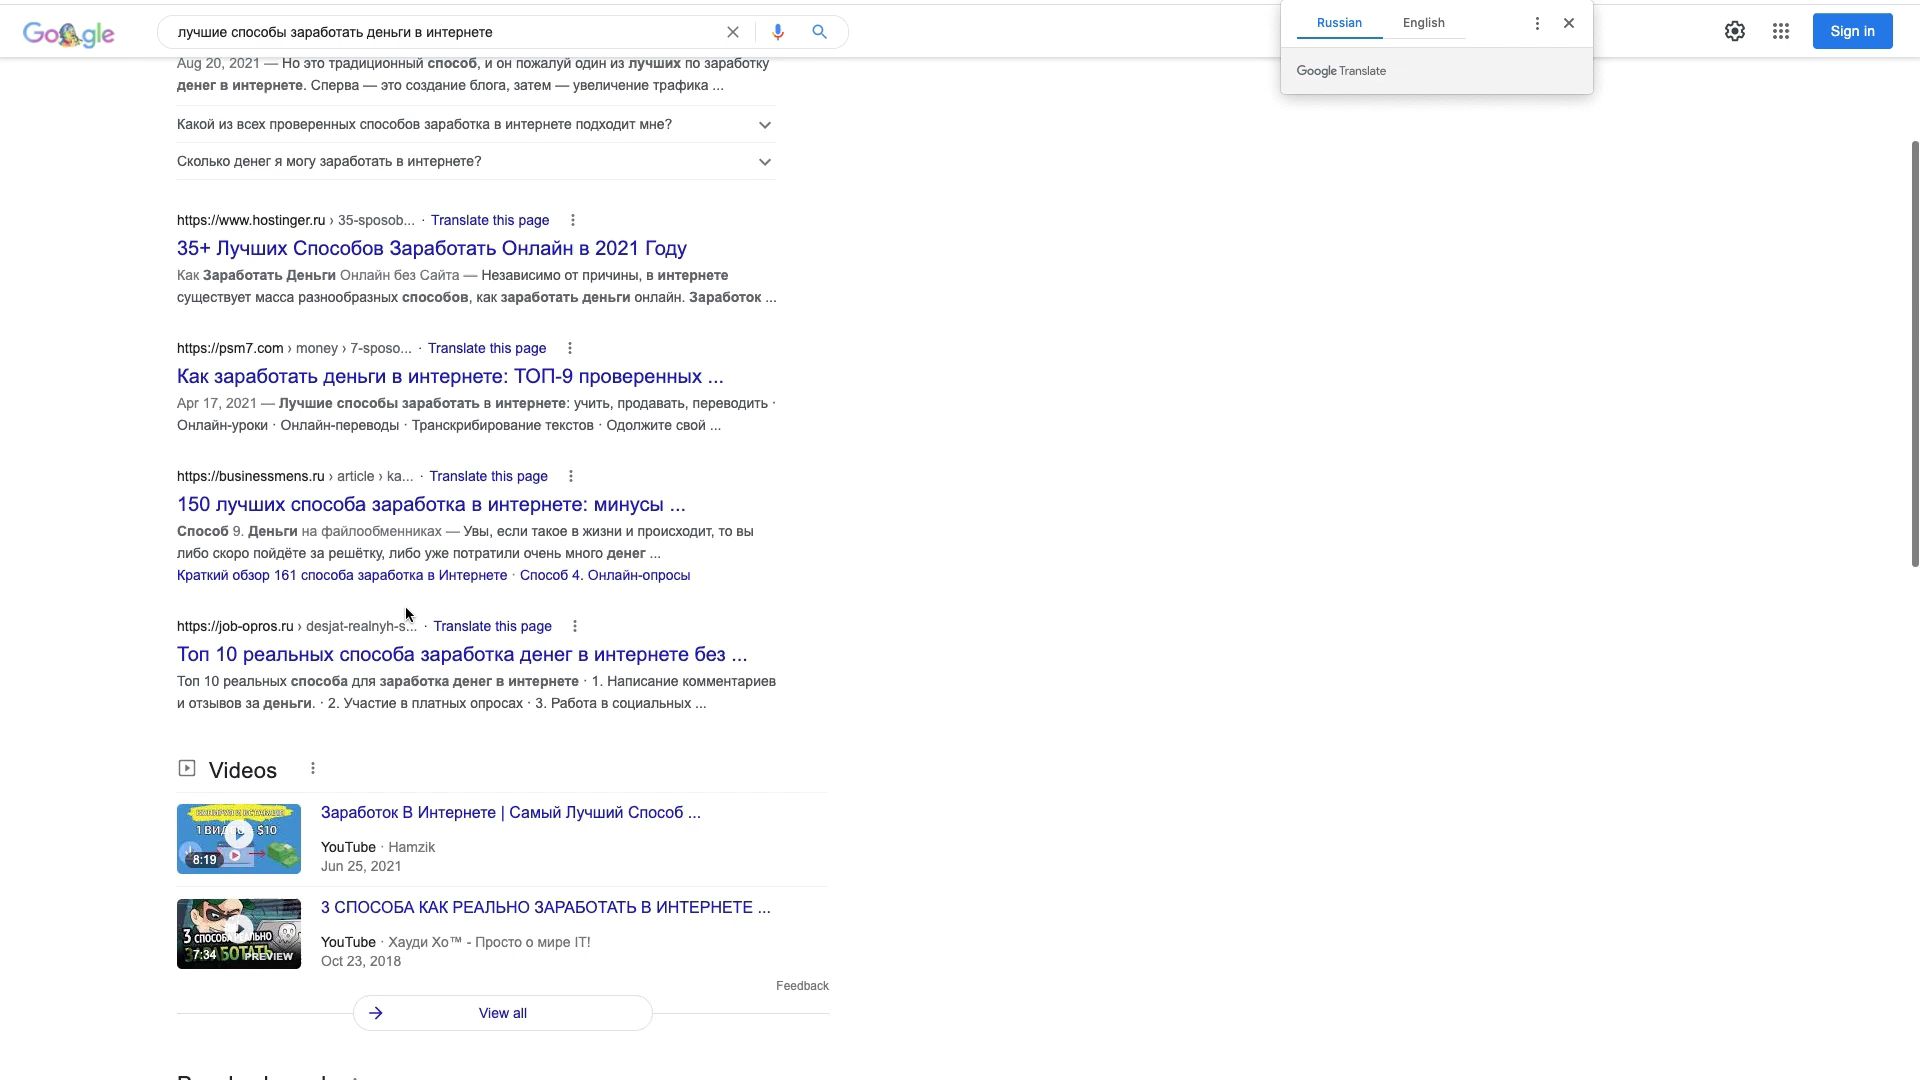 Google
лучшие способы заработать деньги в интернете
Russian
English
Google Translate
Sign in
Aug 20, 2021 — Но это традиционный способ, и он пожалуй один из лучших по заработку
денег в интернете. Сперва — это создание блога, затем — увеличение трафика ...
Какой из всех проверенных способов заработка в интернете подходит мне?
Сколько денег я могу заработать в интернете?
https://www.hostinger.ru › 35-sposob... · Translate this page
35+ Лучших Способов Заработать Онлайн в 2021 Году
Как Заработать Деньги Онлайн без Сайта — Независимо от причины, в интернете
существует масса разнообразных способов, как заработать деньги онлайн. Заработок ...
https://psm7.com › money › 7-sposo... · Translate this page
Как заработать деньги в интернете: ТОП-9 проверенных ...
Apr 17, 2021 — Лучшие способы заработать в интернете: учить, продавать, переводить ·
Онлайн-уроки · Онлайн-переводы · Транскрибирование текстов · Одолжите свой ...
https://businessmens.ru › article › ka... · Translate this page
150 лучших способа заработка в интернете: минусы ...
Способ 9. Деньги на файлообменниках — Увы, если такое в жизни и происходит, то вы
либо скоро пойдёте за решётку, либо уже потратили очень много денег ...
Краткий обзор 161 способа заработка в Интернете · Способ 4. Онлайн-опросы
https://job-opros.ru › desjat-realnyh-s... · Translate this page
Топ 10 реальных способа заработка денег в интернете без ...
Топ 10 реальных способа для заработка денег в интернете · 1. Написание комментариев
и отзывов за деньги. · 2. Участие в платных опросах · 3. Работа в социальных ...
Videos
1 ВИДЕО $10
8:19
Заработок В Интернете | Самый Лучший Способ ...
YouTube · Hamzik
Jun 25, 2021
3 СПОСОБА
ЗАРАБОТАТЬ
7:34
PREVIEW
3 СПОСОБА КАК РЕАЛЬНО ЗАРАБОТАТЬ В ИНТЕРНЕТЕ ...
YouTube · Хауди Хо™ - Просто о мире IT!
Oct 23, 2018
Feedback
View all